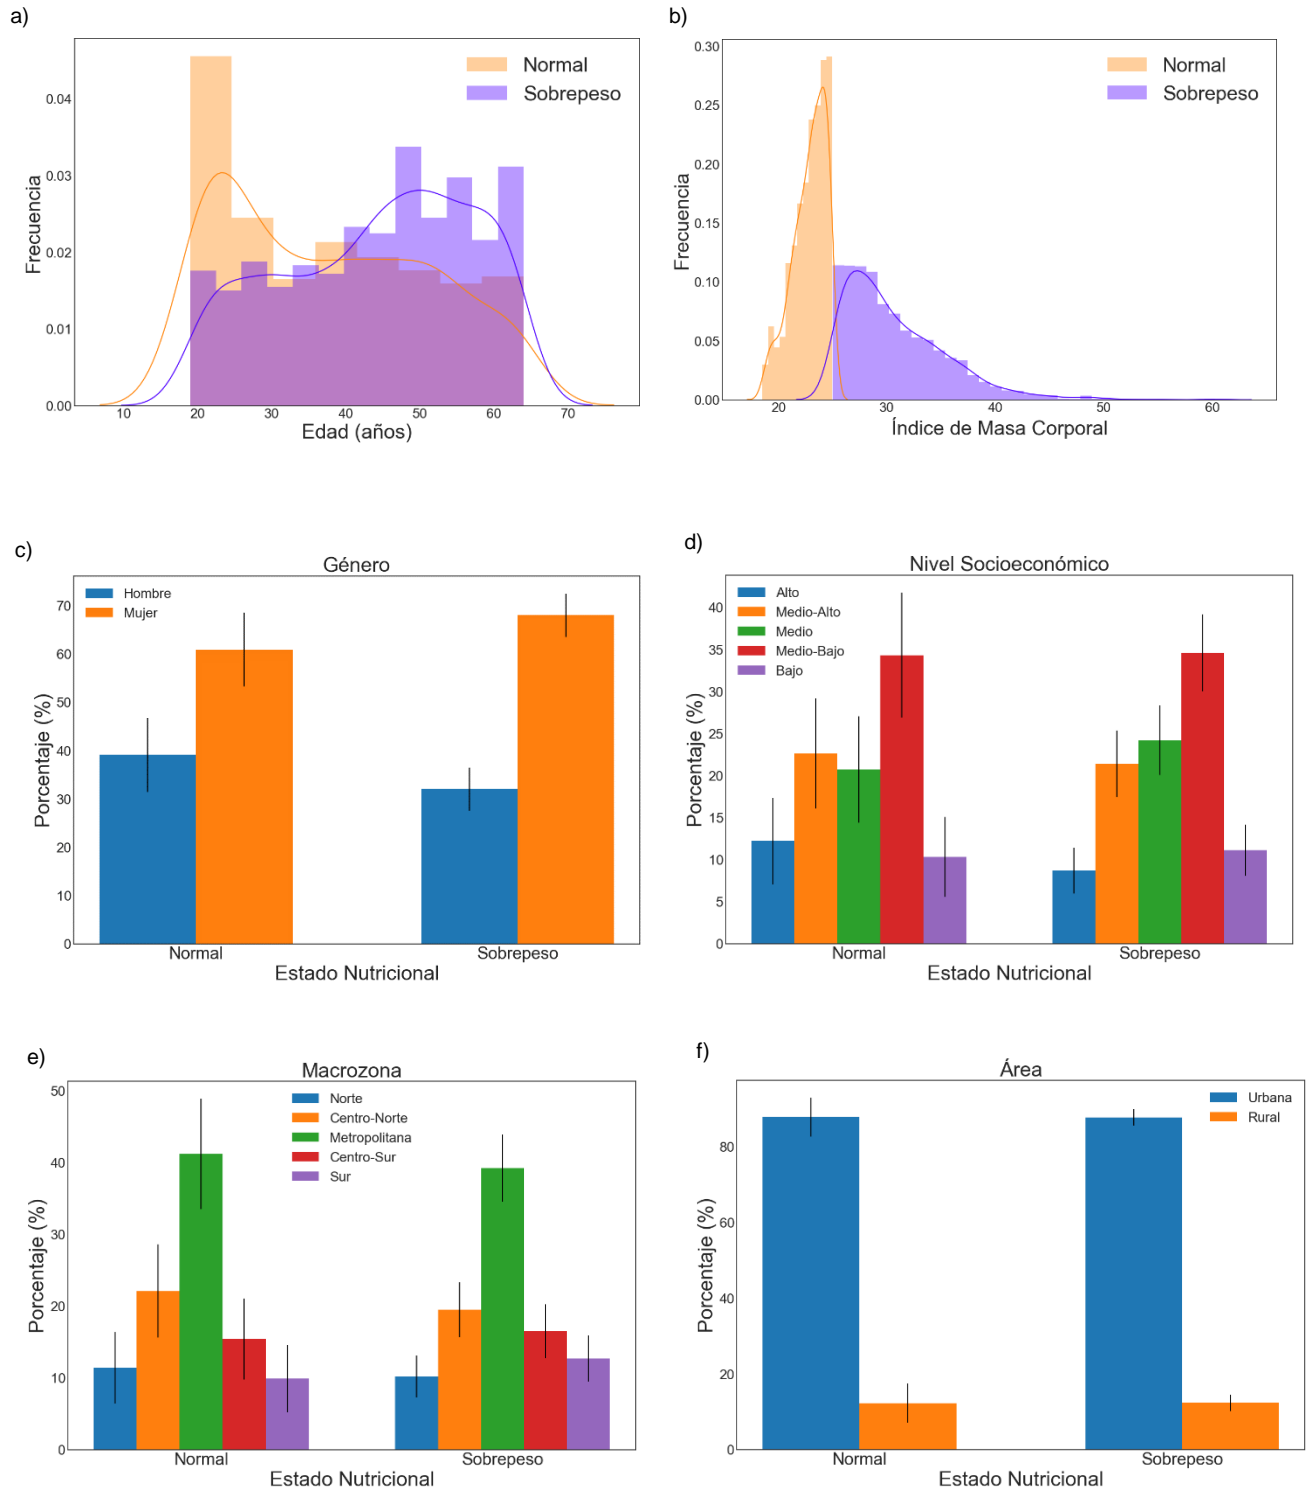 a)
Normal
Sobrepeso
0.04
0.03
0.02
0.01
0.00
Frecuencia
10 20 30 40 50 60 70
Edad (años)
b)
Normal
Sobrepeso
0.30
0.25
0.20
0.15
0.10
0.05
0.00
Frecuencia
20 30 40 50 60
Índice de Masa Corporal
c)
Género
Hombre
Mujer
70
60
50
40
30
20
10
0
Porcentaje (%)
Normal Sobrepeso
Estado Nutricional
d)
Nivel Socioeconómico
Alto
Medio-Alto
Medio
Medio-Bajo
Bajo
40
35
30
25
20
15
10
5
0
Porcentaje (%)
Normal Sobrepeso
Estado Nutricional
e)
Macrozona
Norte
Centro-Norte
Metropolitana
Centro-Sur
Sur
50
40
30
20
10
0
Porcentaje (%)
Normal Sobrepeso
Estado Nutricional
f)
Área
Urbana
Rural
80
60
40
20
0
Porcentaje (%)
Normal Sobrepeso
Estado Nutricional